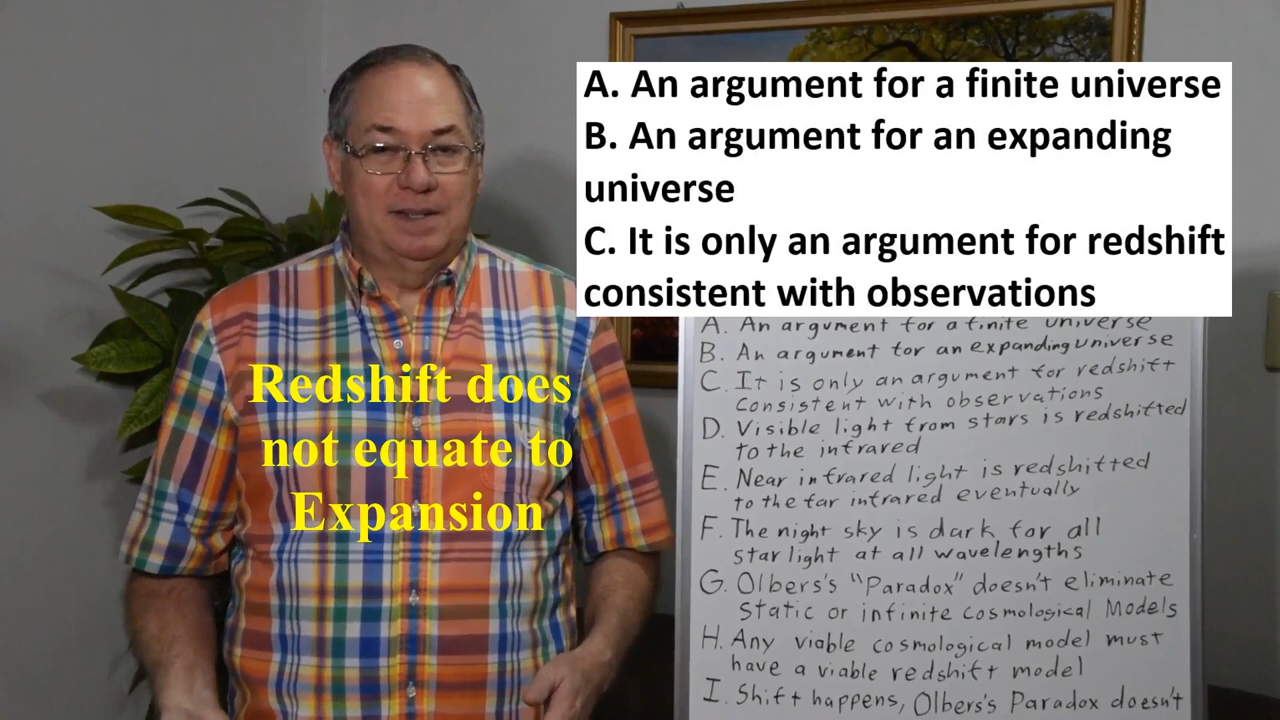 A. An argument for a finite universe
B. An argument for an expanding
universe
C. It is only an argument for redshift
consistent with observations
Redshift does
not equate to
Expansion
A. An argument for a finite universe
B. An argument for an expanding universe
C. It is only an argument for redshift
Consistent with observations
D. Visible light from stars is redshifted
to the infrared
E. Near infrared light is redshifted
to the far infrared eventually
F. The night sky is dark for all
star light at all wavelengths
G. Olbers's "Paradox" doesn't eliminate
Static or infinite Cosmological Models
H. Any viable cosmological model must
have a viable redshift model
I. Shift happens, Olbers's Paradox doesn't